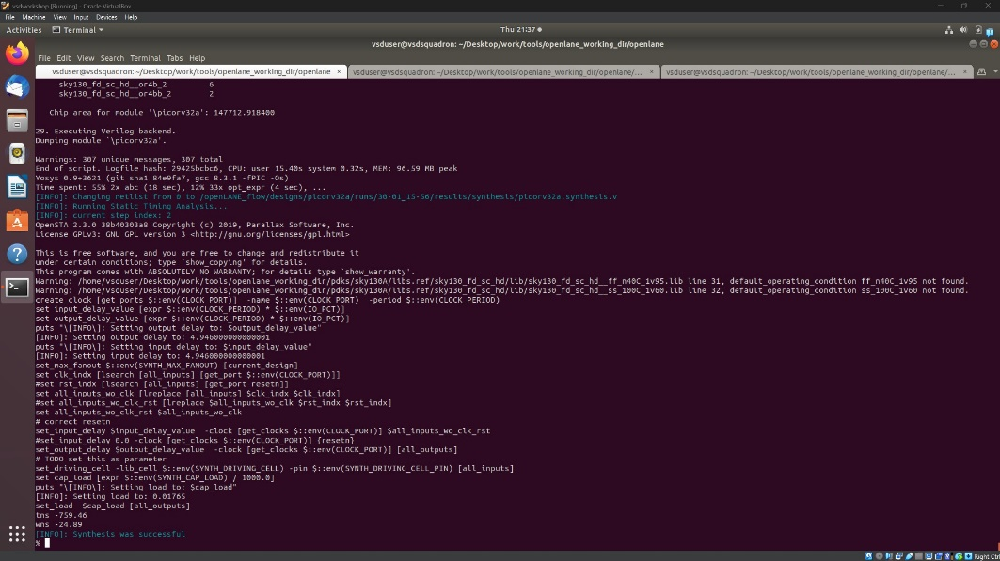 vsdworkshop [Running] - Oracle VirtualBox
File Machine View Input Devices Help
Activities Terminal ▾ Thu 21:37 ●
vsduser@vsdsquadron: ~/Desktop/work/tools/openlane_working_dir/openlane
File Edit View Search Terminal Tabs Help
vsduser@vsdsquadron: ~/Desktop/work/tools/openlane_working_dir/openlane × vsduser@vsdsquadron: ~/Desktop/work/tools/openlane_working_dir/openlane/... × vsduser@vsdsquadron: ~/Desktop/work/tools/openlane_working_dir/openlane/... ×
sky130_fd_sc_hd__or4b_2 6
sky130_fd_sc_hd__or4bb_2 2
Chip area for module '\picorv32a': 147712.918400
29. Executing Verilog backend.
Dumping module `\picorv32a'.
Warnings: 307 unique messages, 307 total
End of script. Logfile hash: 29425bcbc6, CPU: user 15.40s system 0.32s, MEM: 96.59 MB peak
Yosys 0.9+3621 (git sha1 84e9fa7, gcc 8.3.1 -fPIC -Os)
Time spent: 55% 2x abc (18 sec), 12% 33x opt_expr (4 sec), ...
[INFO]: Changing netlist from 0 to /openLANE_flow/designs/picorv32a/runs/30-01_15-56/results/synthesis/picorv32a.synthesis.v
[INFO]: Running Static Timing Analysis...
[INFO]: current step index: 2
OpenSTA 2.3.0 38b40303a8 Copyright (c) 2019, Parallax Software, Inc.
License GPLv3: GNU GPL version 3 <http://gnu.org/licenses/gpl.html>
This is free software, and you are free to change and redistribute it
under certain conditions; type `show_copying' for details.
This program comes with ABSOLUTELY NO WARRANTY; for details type `show_warranty'.
Warning: /home/vsduser/Desktop/work/tools/openlane_working_dir/pdks/sky130A/libs.ref/sky130_fd_sc_hd/lib/sky130_fd_sc_hd__ff_n40C_1v95.lib line 31, default_operating_condition ff_n40C_1v95 not found.
Warning: /home/vsduser/Desktop/work/tools/openlane_working_dir/pdks/sky130A/libs.ref/sky130_fd_sc_hd/lib/sky130_fd_sc_hd__ss_100C_1v60.lib line 32, default_operating_condition ss_100C_1v60 not found.
create_clock [get_ports $::env(CLOCK_PORT)] -name $::env(CLOCK_PORT) -period $::env(CLOCK_PERIOD)
set input_delay_value [expr $::env(CLOCK_PERIOD) * $::env(IO_PCT)]
set output_delay_value [expr $::env(CLOCK_PERIOD) * $::env(IO_PCT)]
puts "\[INFO\]: Setting output delay to: $output_delay_value"
[INFO]: Setting output delay to: 4.946000000000001
puts "\[INFO\]: Setting input delay to: $input_delay_value"
[INFO]: Setting input delay to: 4.946000000000001
set_max_fanout $::env(SYNTH_MAX_FANOUT) [current_design]
set clk_indx [lsearch [all_inputs] [get_port $::env(CLOCK_PORT)]]
#set rst_indx [lsearch [all_inputs] [get_port resetn]]
set all_inputs_wo_clk [lreplace [all_inputs] $clk_indx $clk_indx]
#set all_inputs_wo_clk_rst [lreplace $all_inputs_wo_clk $rst_indx $rst_indx]
set all_inputs_wo_clk_rst $all_inputs_wo_clk
# correct resetn
set_input_delay $input_delay_value -clock [get_clocks $::env(CLOCK_PORT)] $all_inputs_wo_clk_rst
#set_input_delay 0.0 -clock [get_clocks $::env(CLOCK_PORT)] {resetn}
set_output_delay $output_delay_value -clock [get_clocks $::env(CLOCK_PORT)] [all_outputs]
# TODO set this as parameter
set_driving_cell -lib_cell $::env(SYNTH_DRIVING_CELL) -pin $::env(SYNTH_DRIVING_CELL_PIN) [all_inputs]
set cap_load [expr $::env(SYNTH_CAP_LOAD) / 1000.0]
puts "\[INFO\]: Setting load to: $cap_load"
[INFO]: Setting load to: 0.01765
set_load $cap_load [all_outputs]
tns -759.46
wns -24.89
[INFO]: Synthesis was successful
%